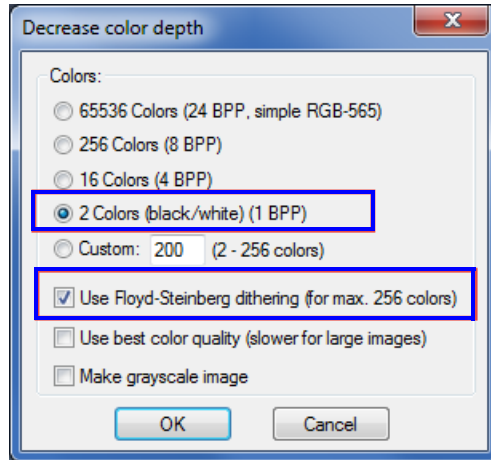 Decrease color depth
Colors:
65536 Colors (24 BPP, simple RGB-565)
256 Colors (8 BPP)
16 Colors (4 BPP)
2 Colors (black/white) (1 BPP)
Custom: 200 (2 - 256 colors)
Use Floyd-Steinberg dithering (for max. 256 colors)
Use best color quality (slower for large images)
Make grayscale image
OK Cancel